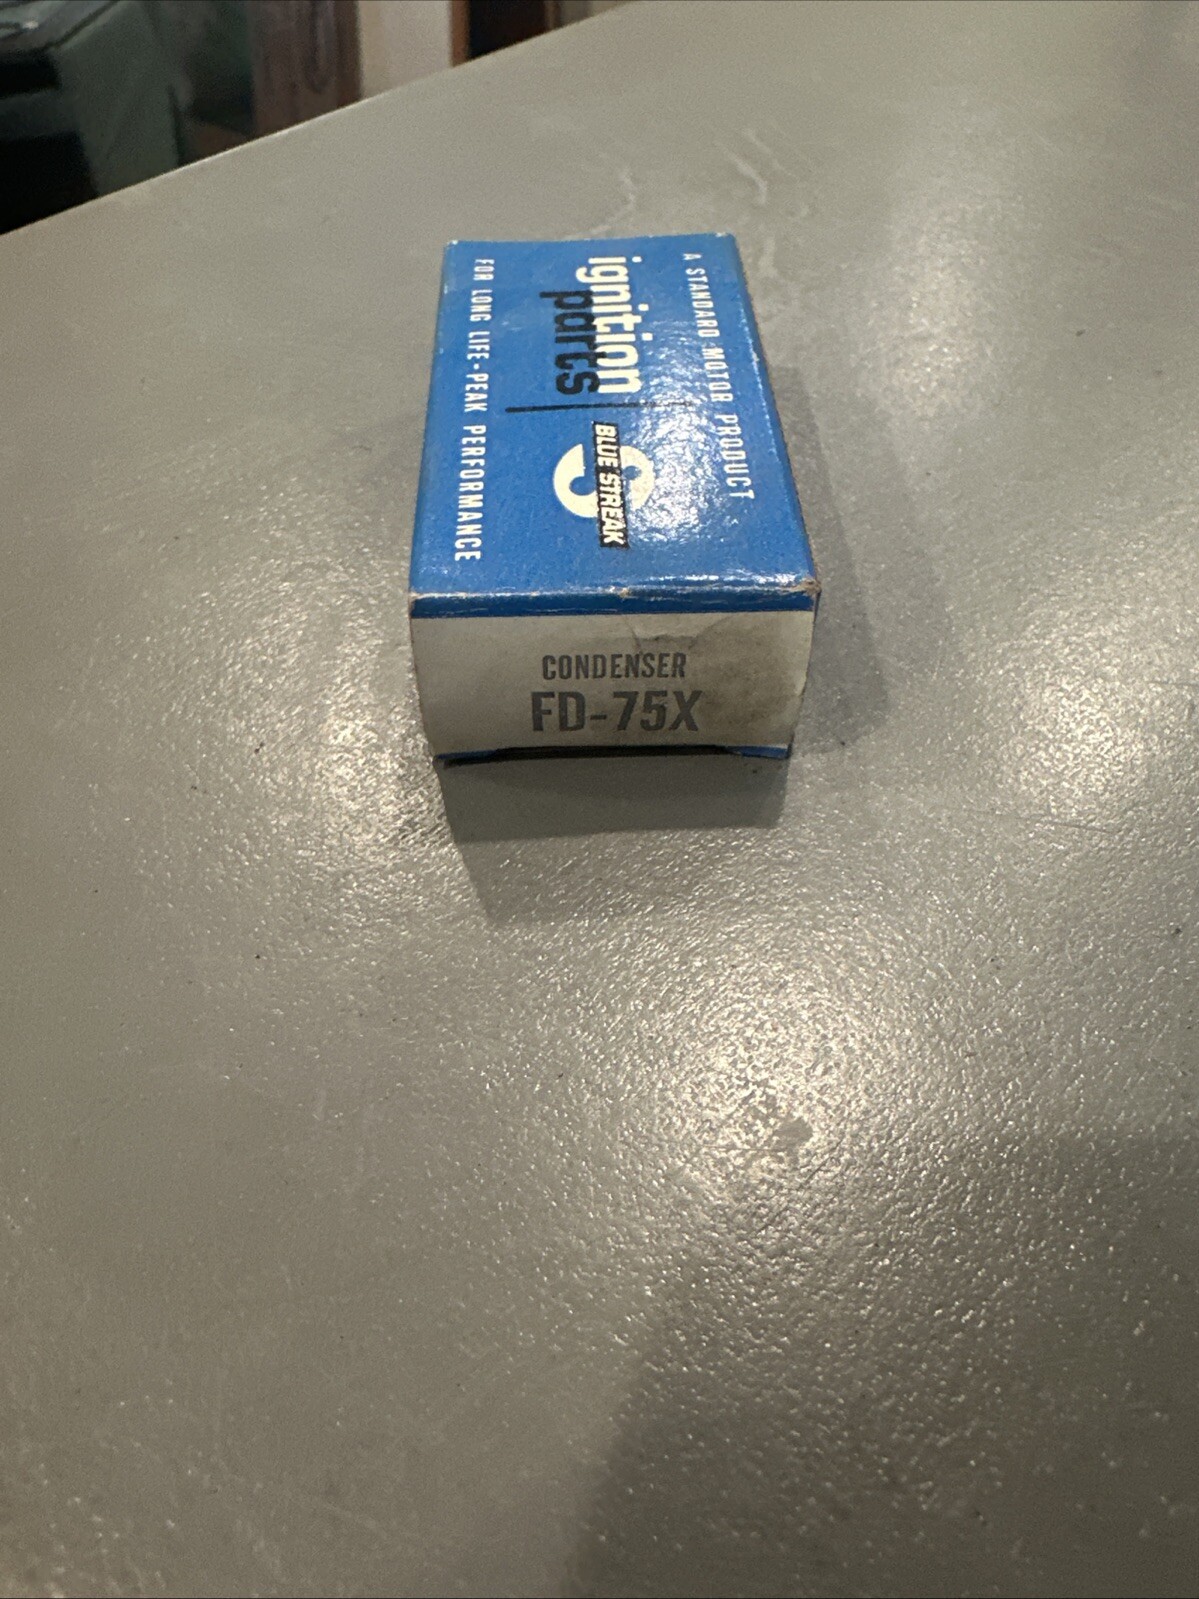 A STANDARD MOTOR PRODUCT
ignition
parts
S
BLUE STREAK
FOR LONG LIFE-PEAK PERFORMANCE
CONDENSER
FD-75X